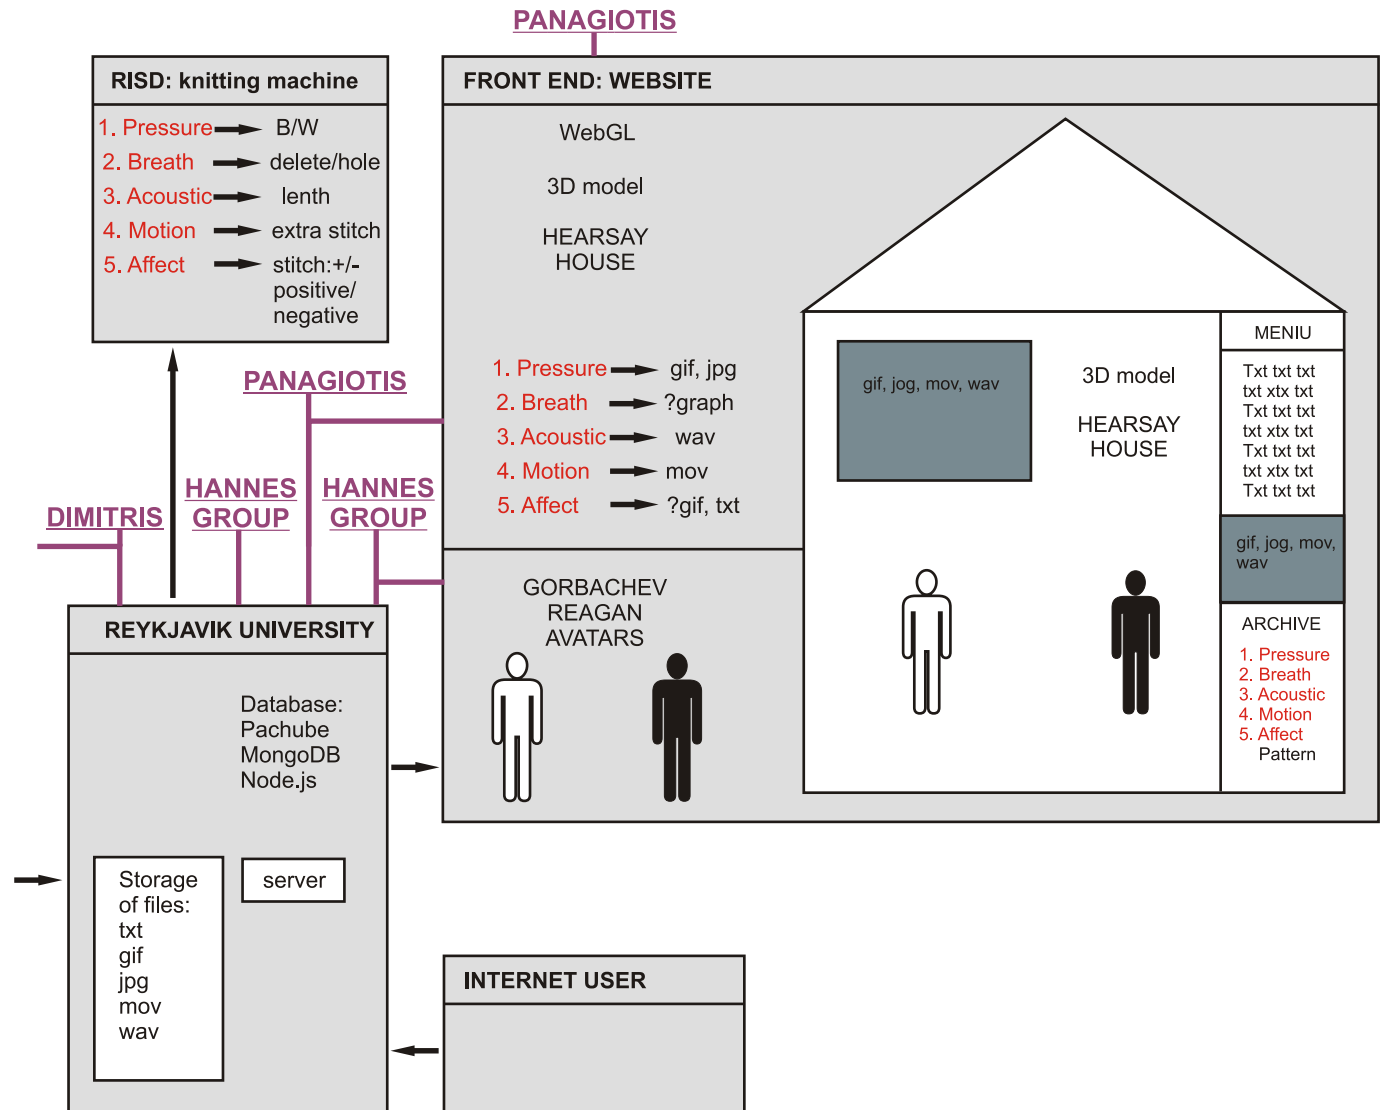 PANAGIOTIS
RISD: knitting machine
1. Pressure B/W
2. Breath delete/hole
3. Acoustic lenth
4. Motion extra stitch
5. Affect stitch:+/-
positive/
negative
FRONT END: WEBSITE
WebGL
3D model
HEARSAY
HOUSE
1. Pressure gif, jpg
2. Breath ?graph
3. Acoustic wav
4. Motion mov
5. Affect ?gif, txt
gif, jog, mov, wav
3D model
HEARSAY
HOUSE
MENIU
Txt txt txt
txt xtx txt
Txt txt txt
txt xtx txt
Txt txt txt
txt xtx txt
Txt txt txt
gif, jog, mov,
wav
ARCHIVE
1. Pressure
2. Breath
3. Acoustic
4. Motion
5. Affect
Pattern
GORBACHEV
REAGAN
AVATARS
PANAGIOTIS
HANNES
GROUP
HANNES
GROUP
DIMITRIS
REYKJAVIK UNIVERSITY
Database:
Pachube
MongoDB
Node.js
Storage
of files:
txt
gif
jpg
mov
wav
server
INTERNET USER